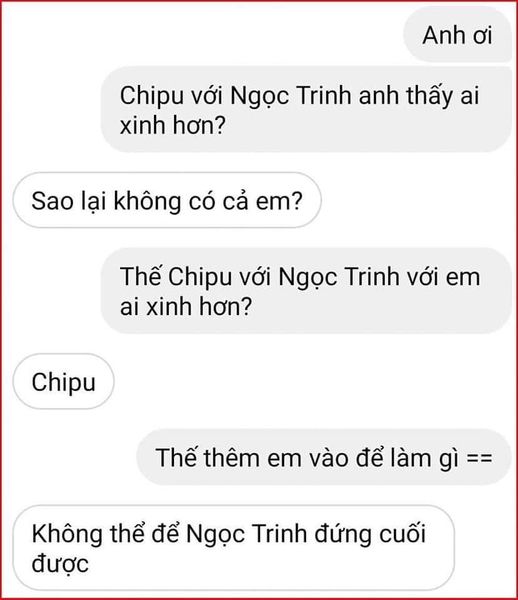 Anh ơi
Chipu với Ngọc Trinh anh thấy ai
xinh hơn?
Sao lại không có cả em?
Thế Chipu với Ngọc Trinh với em
ai xinh hơn?
Chipu
Thế thêm em vào để làm gì ==
Không thể để Ngọc Trinh đứng cuối
được